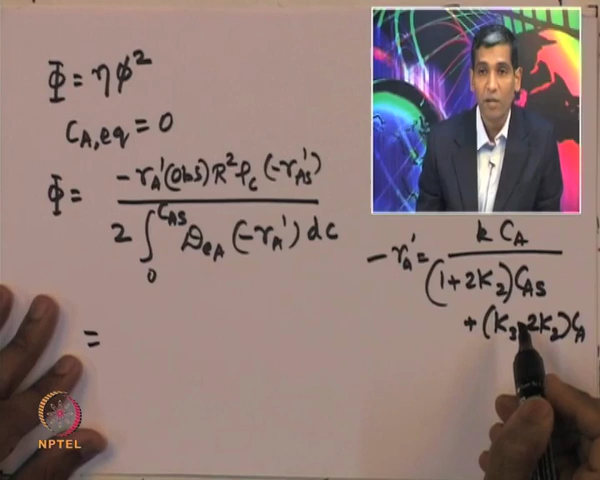 Φ = ηϕ²
C_A,eq = 0
Φ = -r_A'(obs) R² ρ_c (-r_AS') / 2 ∫_0^{C_AS} D_eA (-r_A') dC
-r_A' = k C_A / (1+2K_2) C_AS
+ (K_3 2K_2) C_A
=
NPTEL